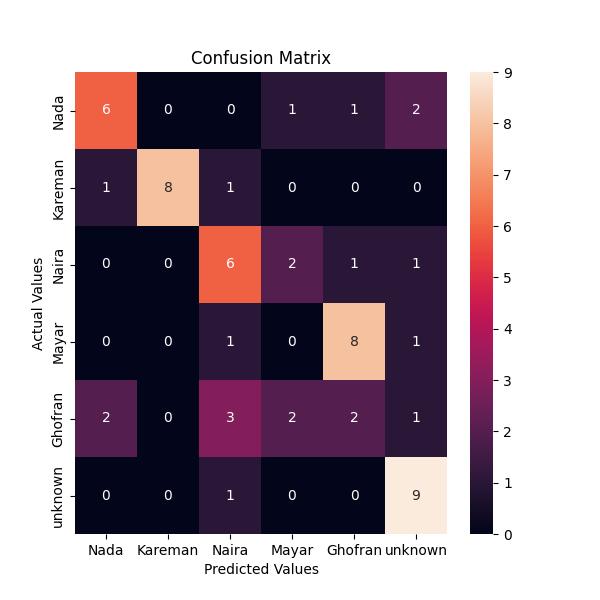 Confusion Matrix
Nada 6 0 0 1 1 2
Kareman 1 8 1 0 0 0
Naira 0 0 6 2 1 1
Mayar 0 0 1 0 8 1
Ghofran 2 0 3 2 2 1
unknown 0 0 1 0 0 9
Actual Values
Nada Kareman Naira Mayar Ghofran unknown
Predicted Values
9
8
7
6
5
4
3
2
1
0